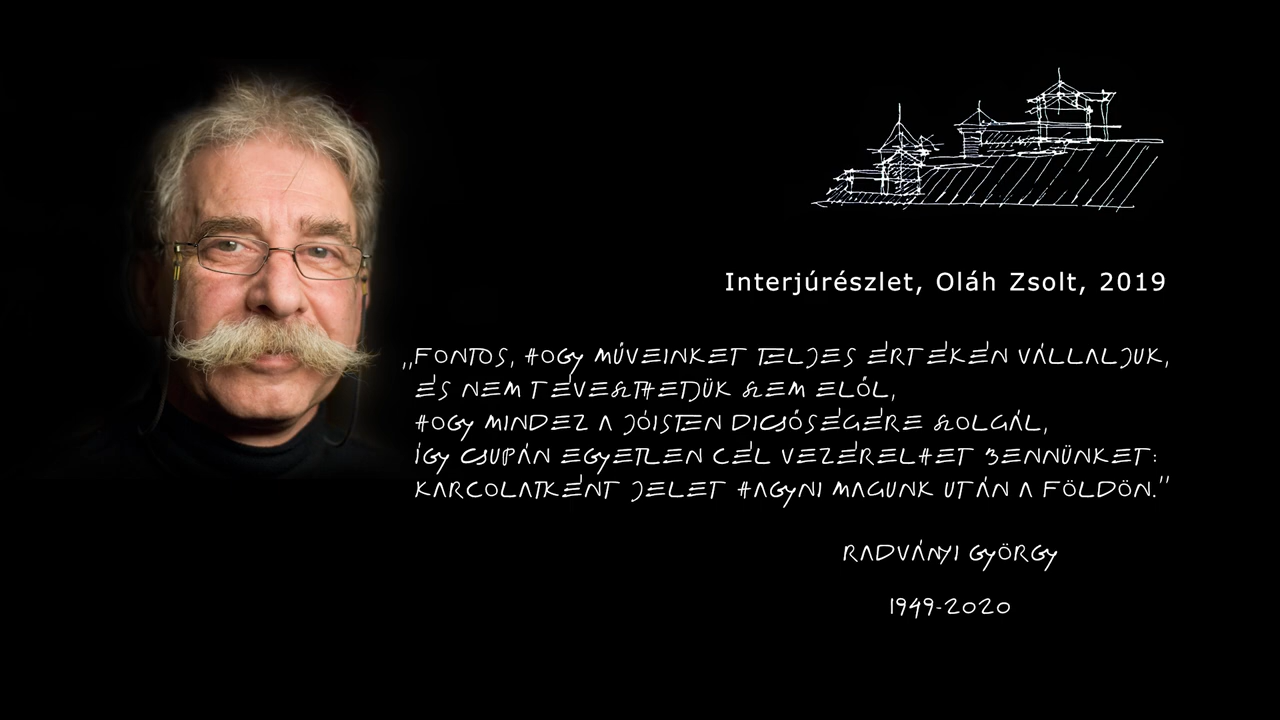 Interjúrészlet, Oláh Zsolt, 2019
„FONTOS, HOGY MŰVEINKET TELJES ÉRTÉKÉN VÁLLALJUK,
ÉS NEM TÉVESZTHETJÜK SZEM ELŐL,
HOGY MINDEZ A JÓISTEN DICSŐSÉGÉRE SZOLGÁL,
ÍGY CSUPÁN EGYETLEN CÉL VEZÉRELHET BENNÜNKET:
KARCOLATKÉNT JELET HAGYNI MAGUNK UTÁN A FÖLDÖN.”
RADVÁNYI GYÖRGY
1949-2020